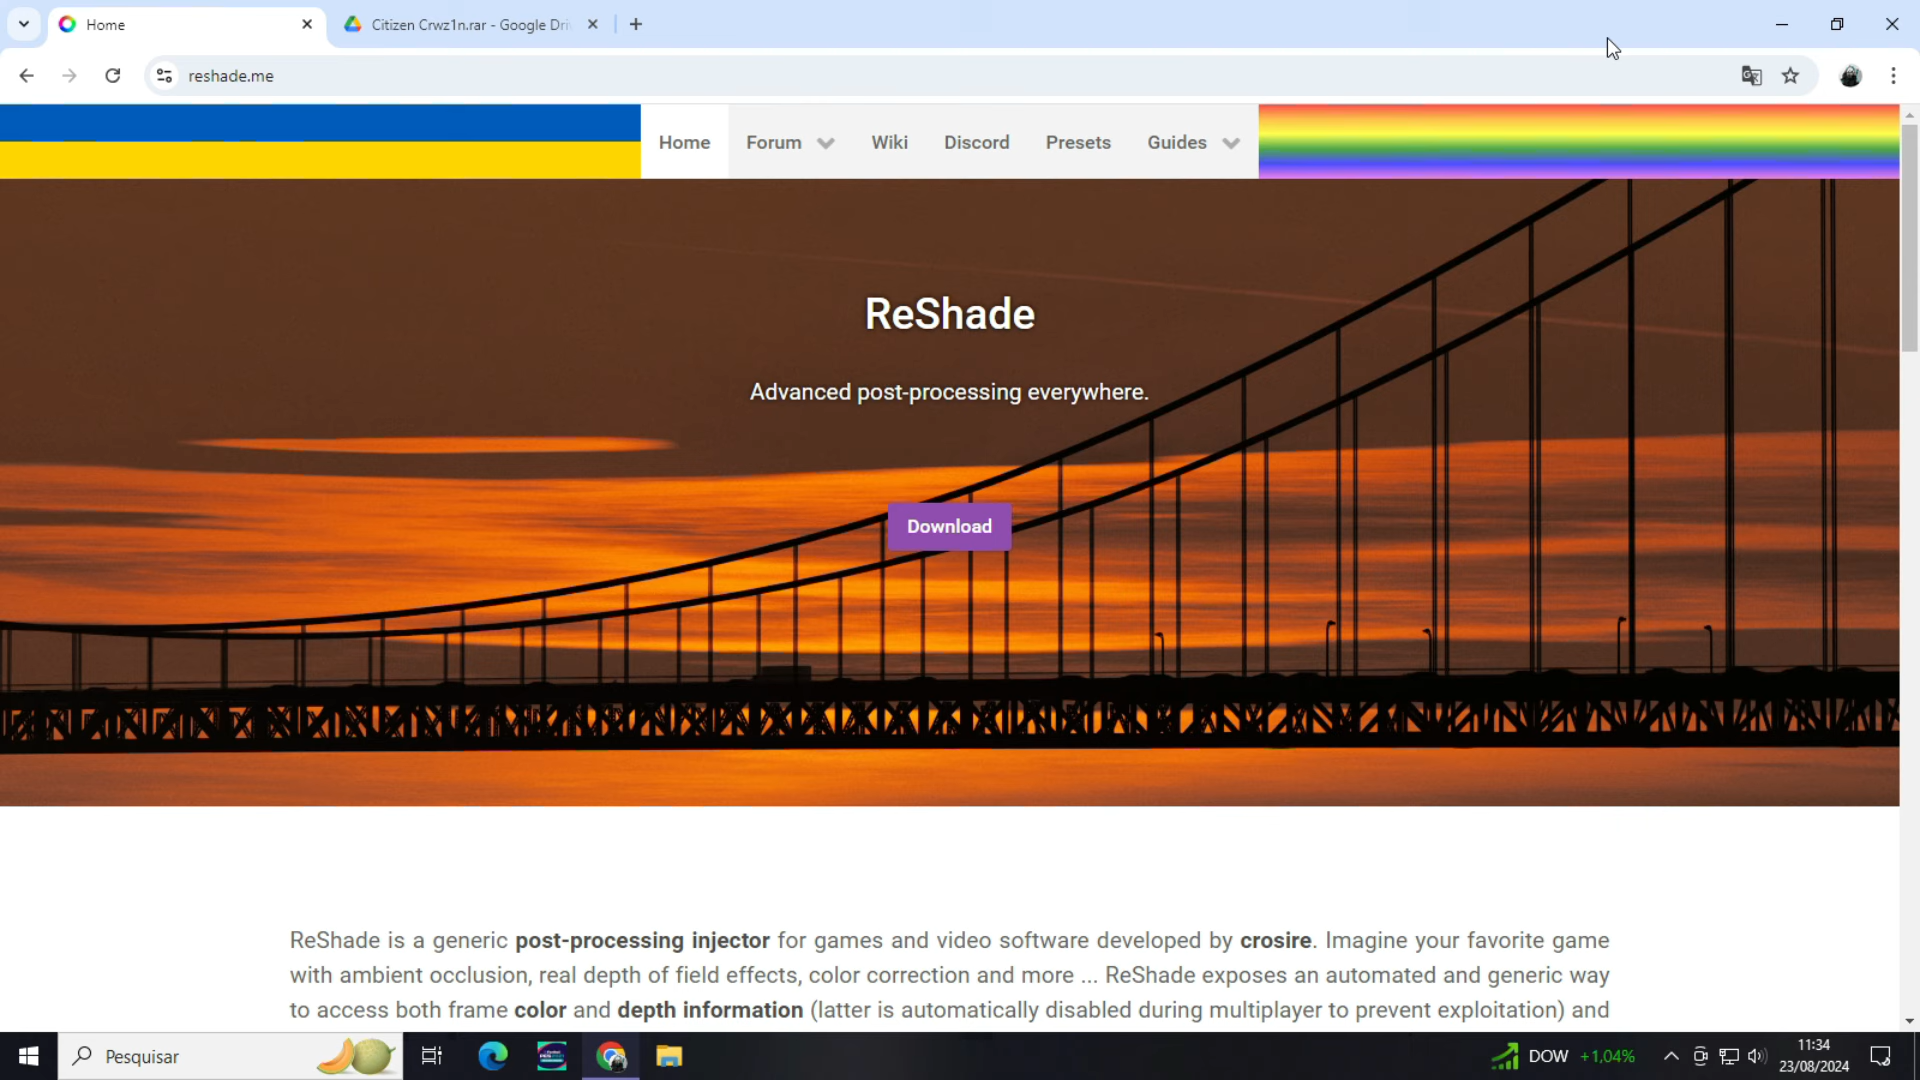 Home
Citizen Crwz1n.rar - Google Dri
reshade.me
Home Forum Wiki Discord Presets Guides
ReShade
Advanced post-processing everywhere.
Download
ReShade is a generic post-processing injector for games and video software developed by crosire. Imagine your favorite game
with ambient occlusion, real depth of field effects, color correction and more ... ReShade exposes an automated and generic way
to access both frame color and depth information (latter is automatically disabled during multiplayer to prevent exploitation) and
Pesquisar
DOW +1,04%
11:34
23/08/2024